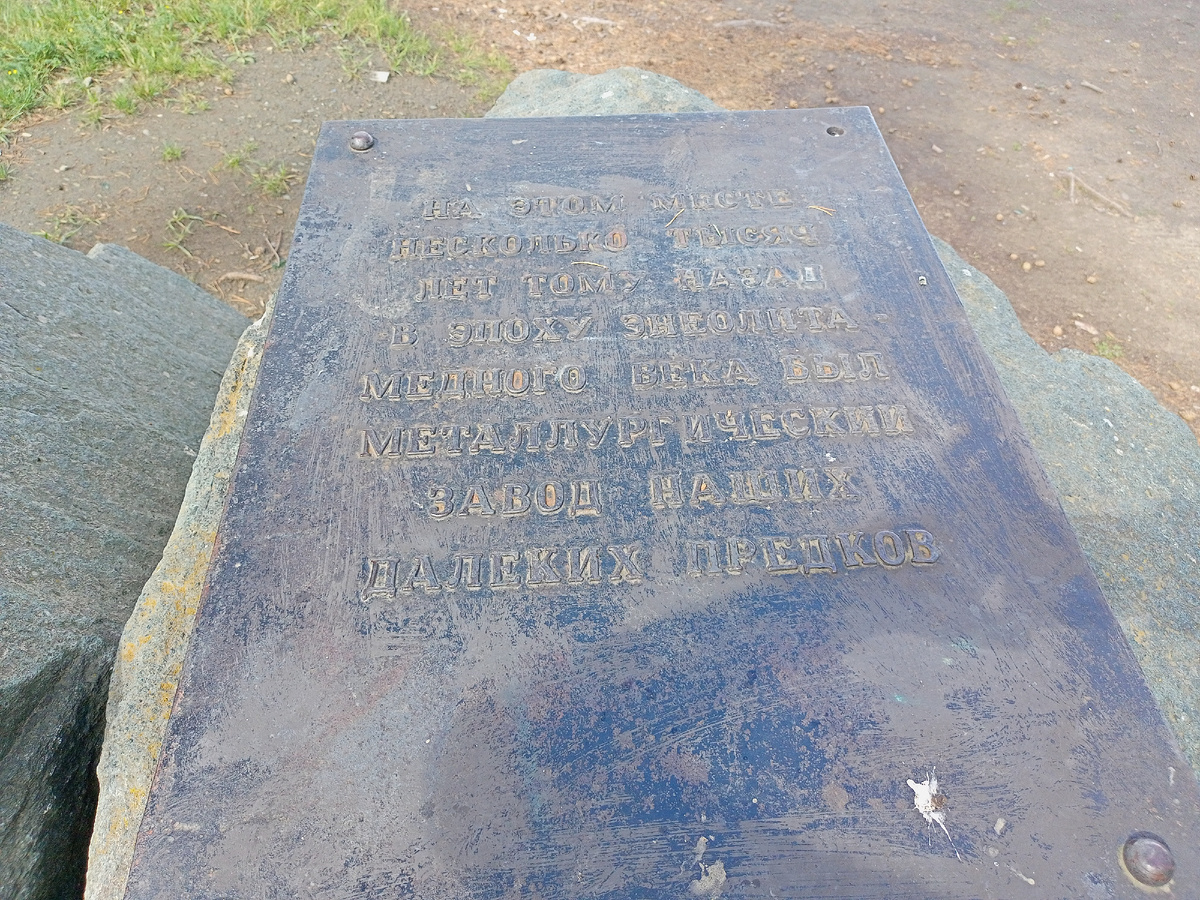 НА ЭТОМ МЕСТЕ
НЕСКОЛЬКО ТЫСЯЧ
ЛЕТ ТОМУ НАЗАД
В ЭПОХУ ЭНЕОЛИТА -
МЕДНОГО ВЕКА БЫЛ
МЕТАЛЛУРГИЧЕСКИЙ
ЗАВОД НАШИХ
ДАЛЕКИХ ПРЕДКОВ